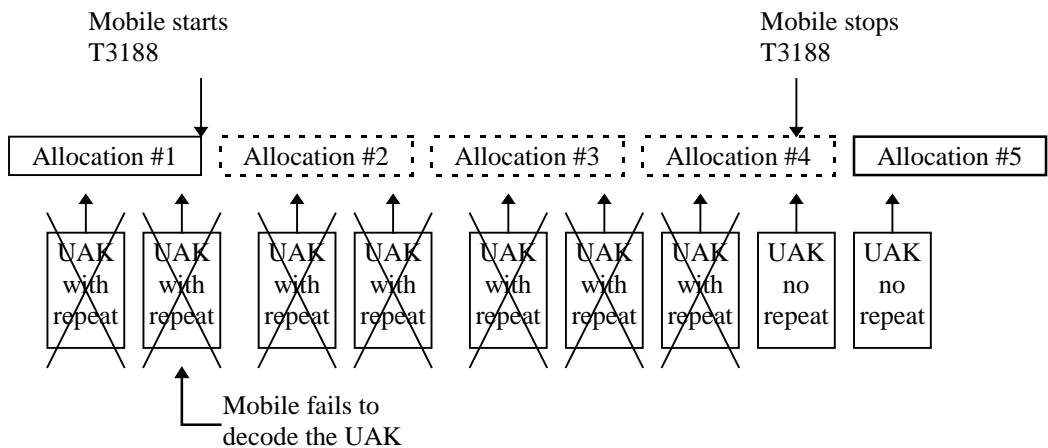 Mobile starts
T3188
Mobile stops
T3188
Allocation #1
Allocation #2
Allocation #3
Allocation #4
Allocation #5
UAK
with
repeat
UAK
with
repeat
UAK
with
repeat
UAK
with
repeat
UAK
with
repeat
UAK
with
repeat
UAK
with
repeat
UAK
no
repeat
UAK
no
repeat
Mobile fails to
decode the UAK